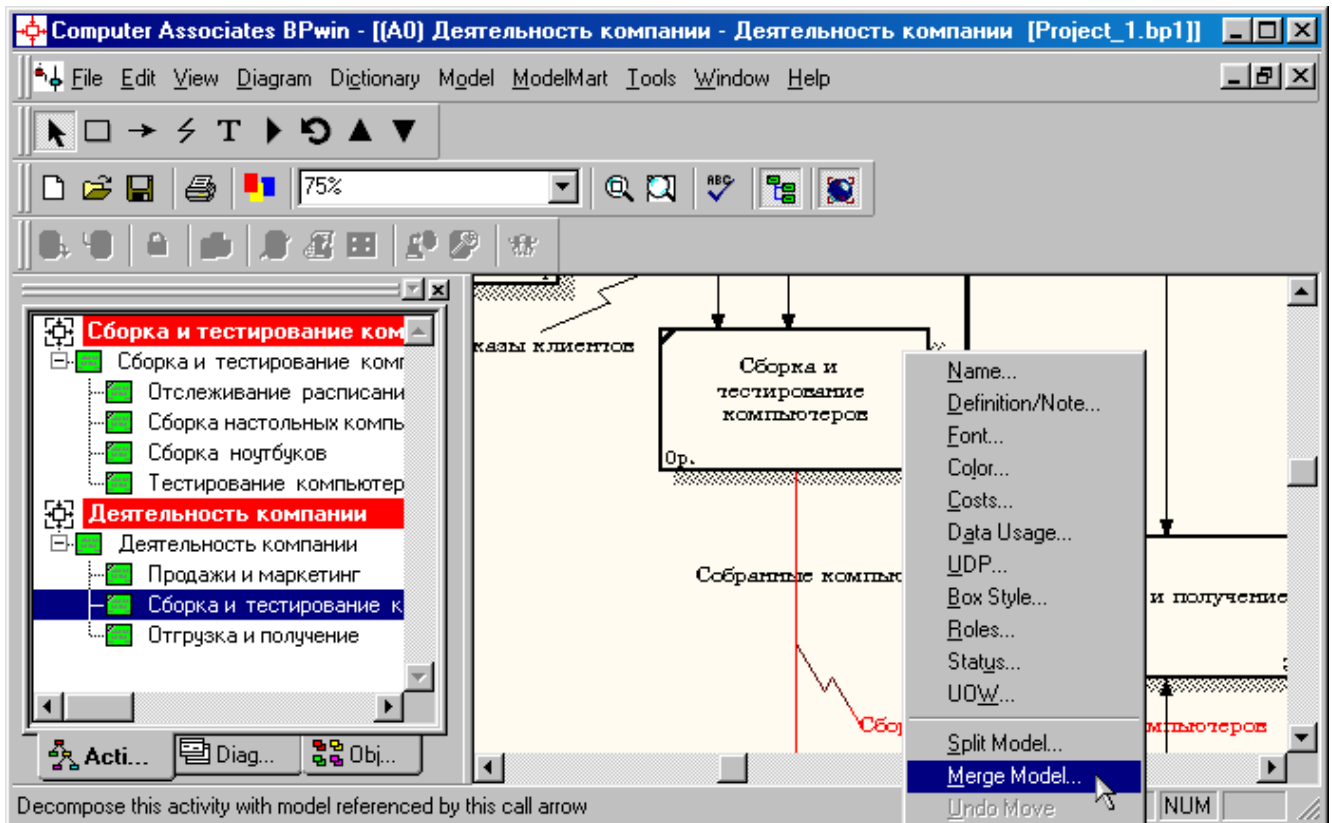 Computer Associates BPwin - [(A0) Деятельность компании - Деятельность компании [Project_1.bp1]]
File Edit View Diagram Dictionary Model ModelMart Tools Window Help
T
75%
ABC
Сборка и тестирование ком
Сборка и тестирование комп
Отслеживание расписани
Сборка настольных компь
Сборка ноутбуков
Тестирование компьютер
Деятельность компании
Деятельность компании
Продажи и маркетинг
Сборка и тестирование к
Отгрузка и получение
Acti...
Diag...
Obj...
казы клиентов
Сборка и
тестирование
компьютеров
0р.
Собранные компью
Сбор
и получение
мпьютеров
Name...
Definition/Note...
Font...
Color...
Costs...
Data Usage...
UDP...
Box Style...
Roles...
Status...
UOW...
Split Model...
Merge Model...
Undo Move
Decompose this activity with model referenced by this call arrow
NUM